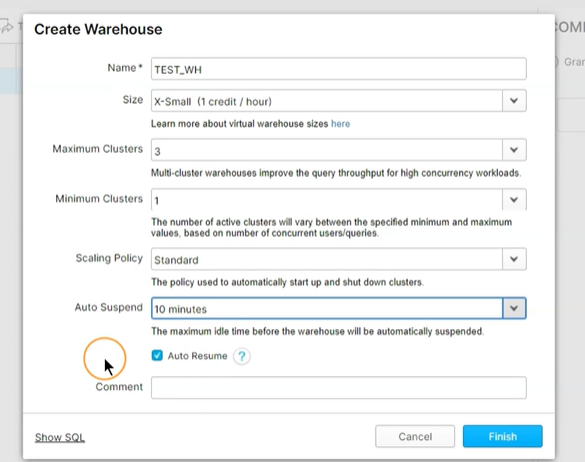 Create Warehouse
Name *
TEST_WH
Size
X-Small (1 credit / hour)
Learn more about virtual warehouse sizes here
Maximum Clusters
3
Multi-cluster warehouses improve the query throughput for high concurrency workloads.
Minimum Clusters
1
The number of active clusters will vary between the specified minimum and maximum
values, based on number of concurrent users/queries.
Scaling Policy
Standard
The policy used to automatically start up and shut down clusters.
Auto Suspend
10 minutes
The maximum idle time before the warehouse will be automatically suspended.
Auto Resume ?
Comment
Show SQL
Cancel
Finish